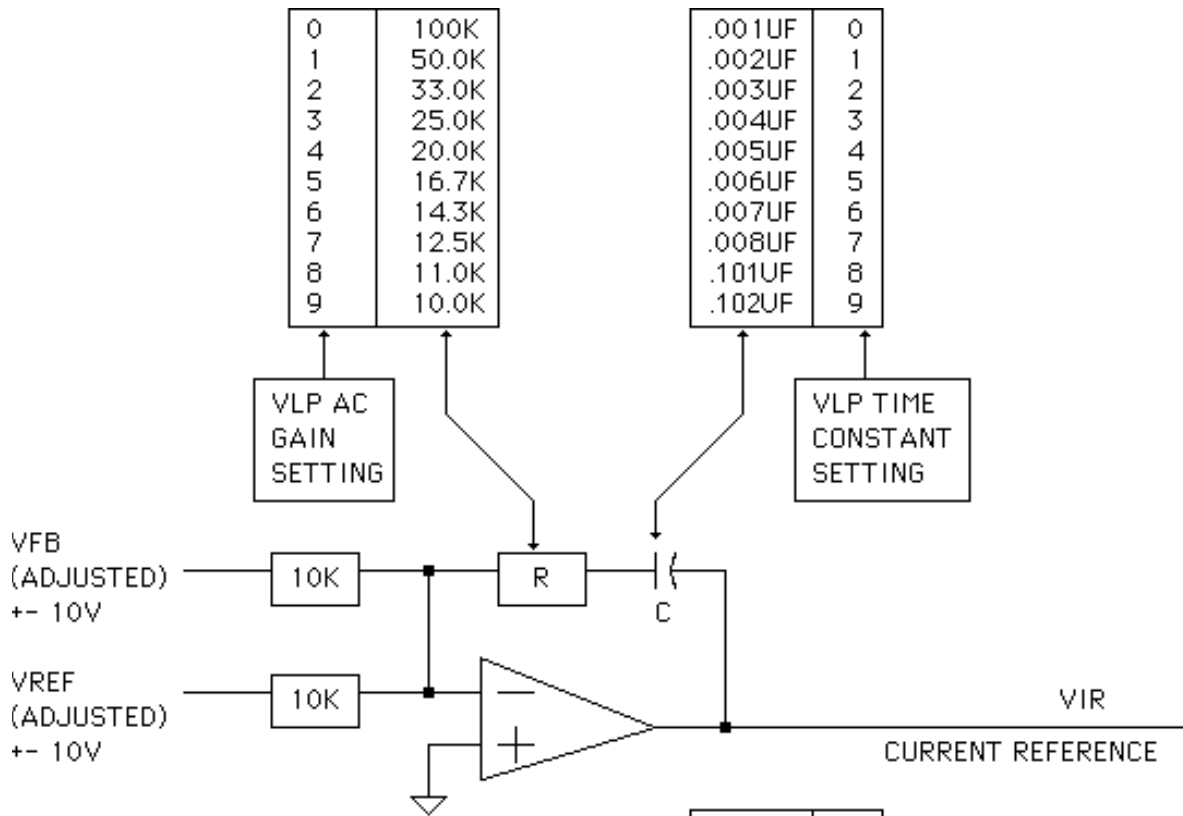 0 100K
1 50.0K
2 33.0K
3 25.0K
4 20.0K
5 16.7K
6 14.3K
7 12.5K
8 11.0K
9 10.0K
.001UF 0
.002UF 1
.003UF 2
.004UF 3
.005UF 4
.006UF 5
.007UF 6
.008UF 7
.101UF 8
.102UF 9
VLP AC
GAIN
SETTING
VLP TIME
CONSTANT
SETTING
VFB
(ADJUSTED)
+- 10V
10K
R
C
VREF
(ADJUSTED)
+- 10V
10K
VIR
CURRENT REFERENCE